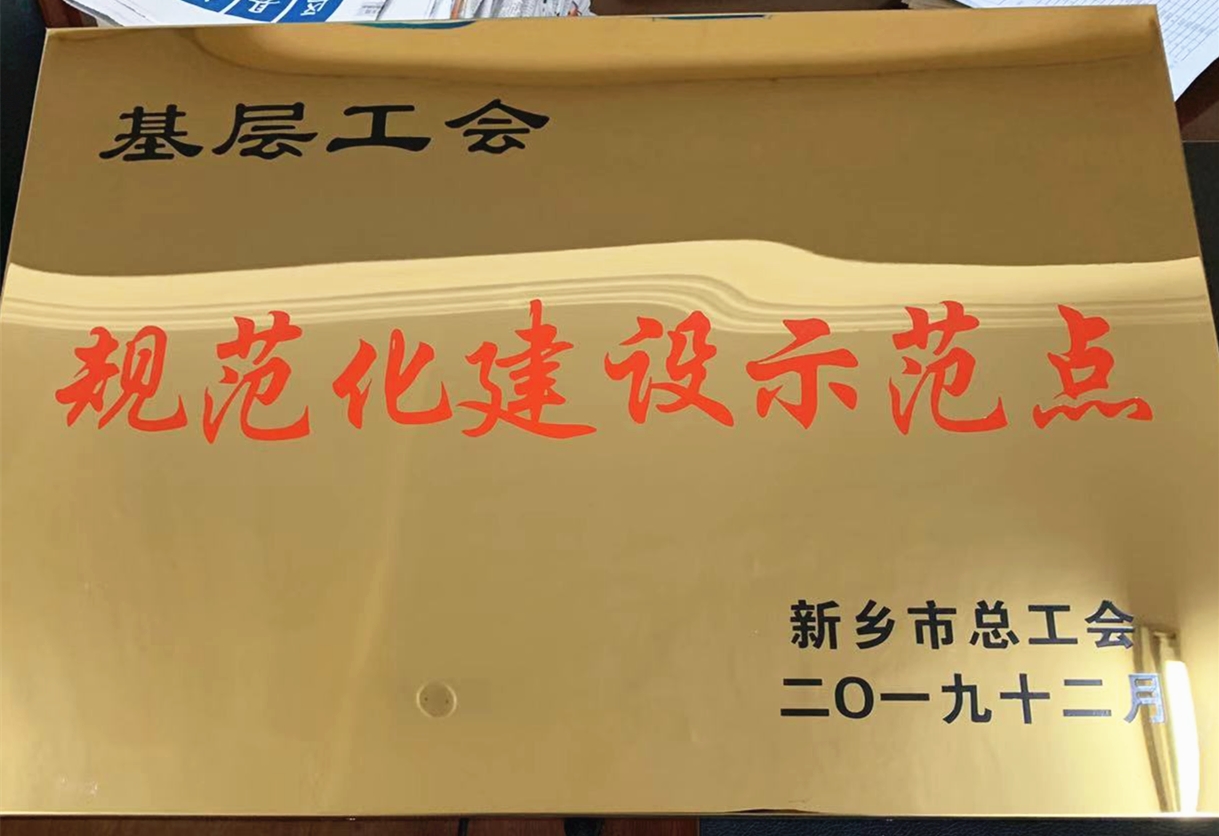 基层工会
规范化建设示范点
新乡市总工会
二〇一九十二月